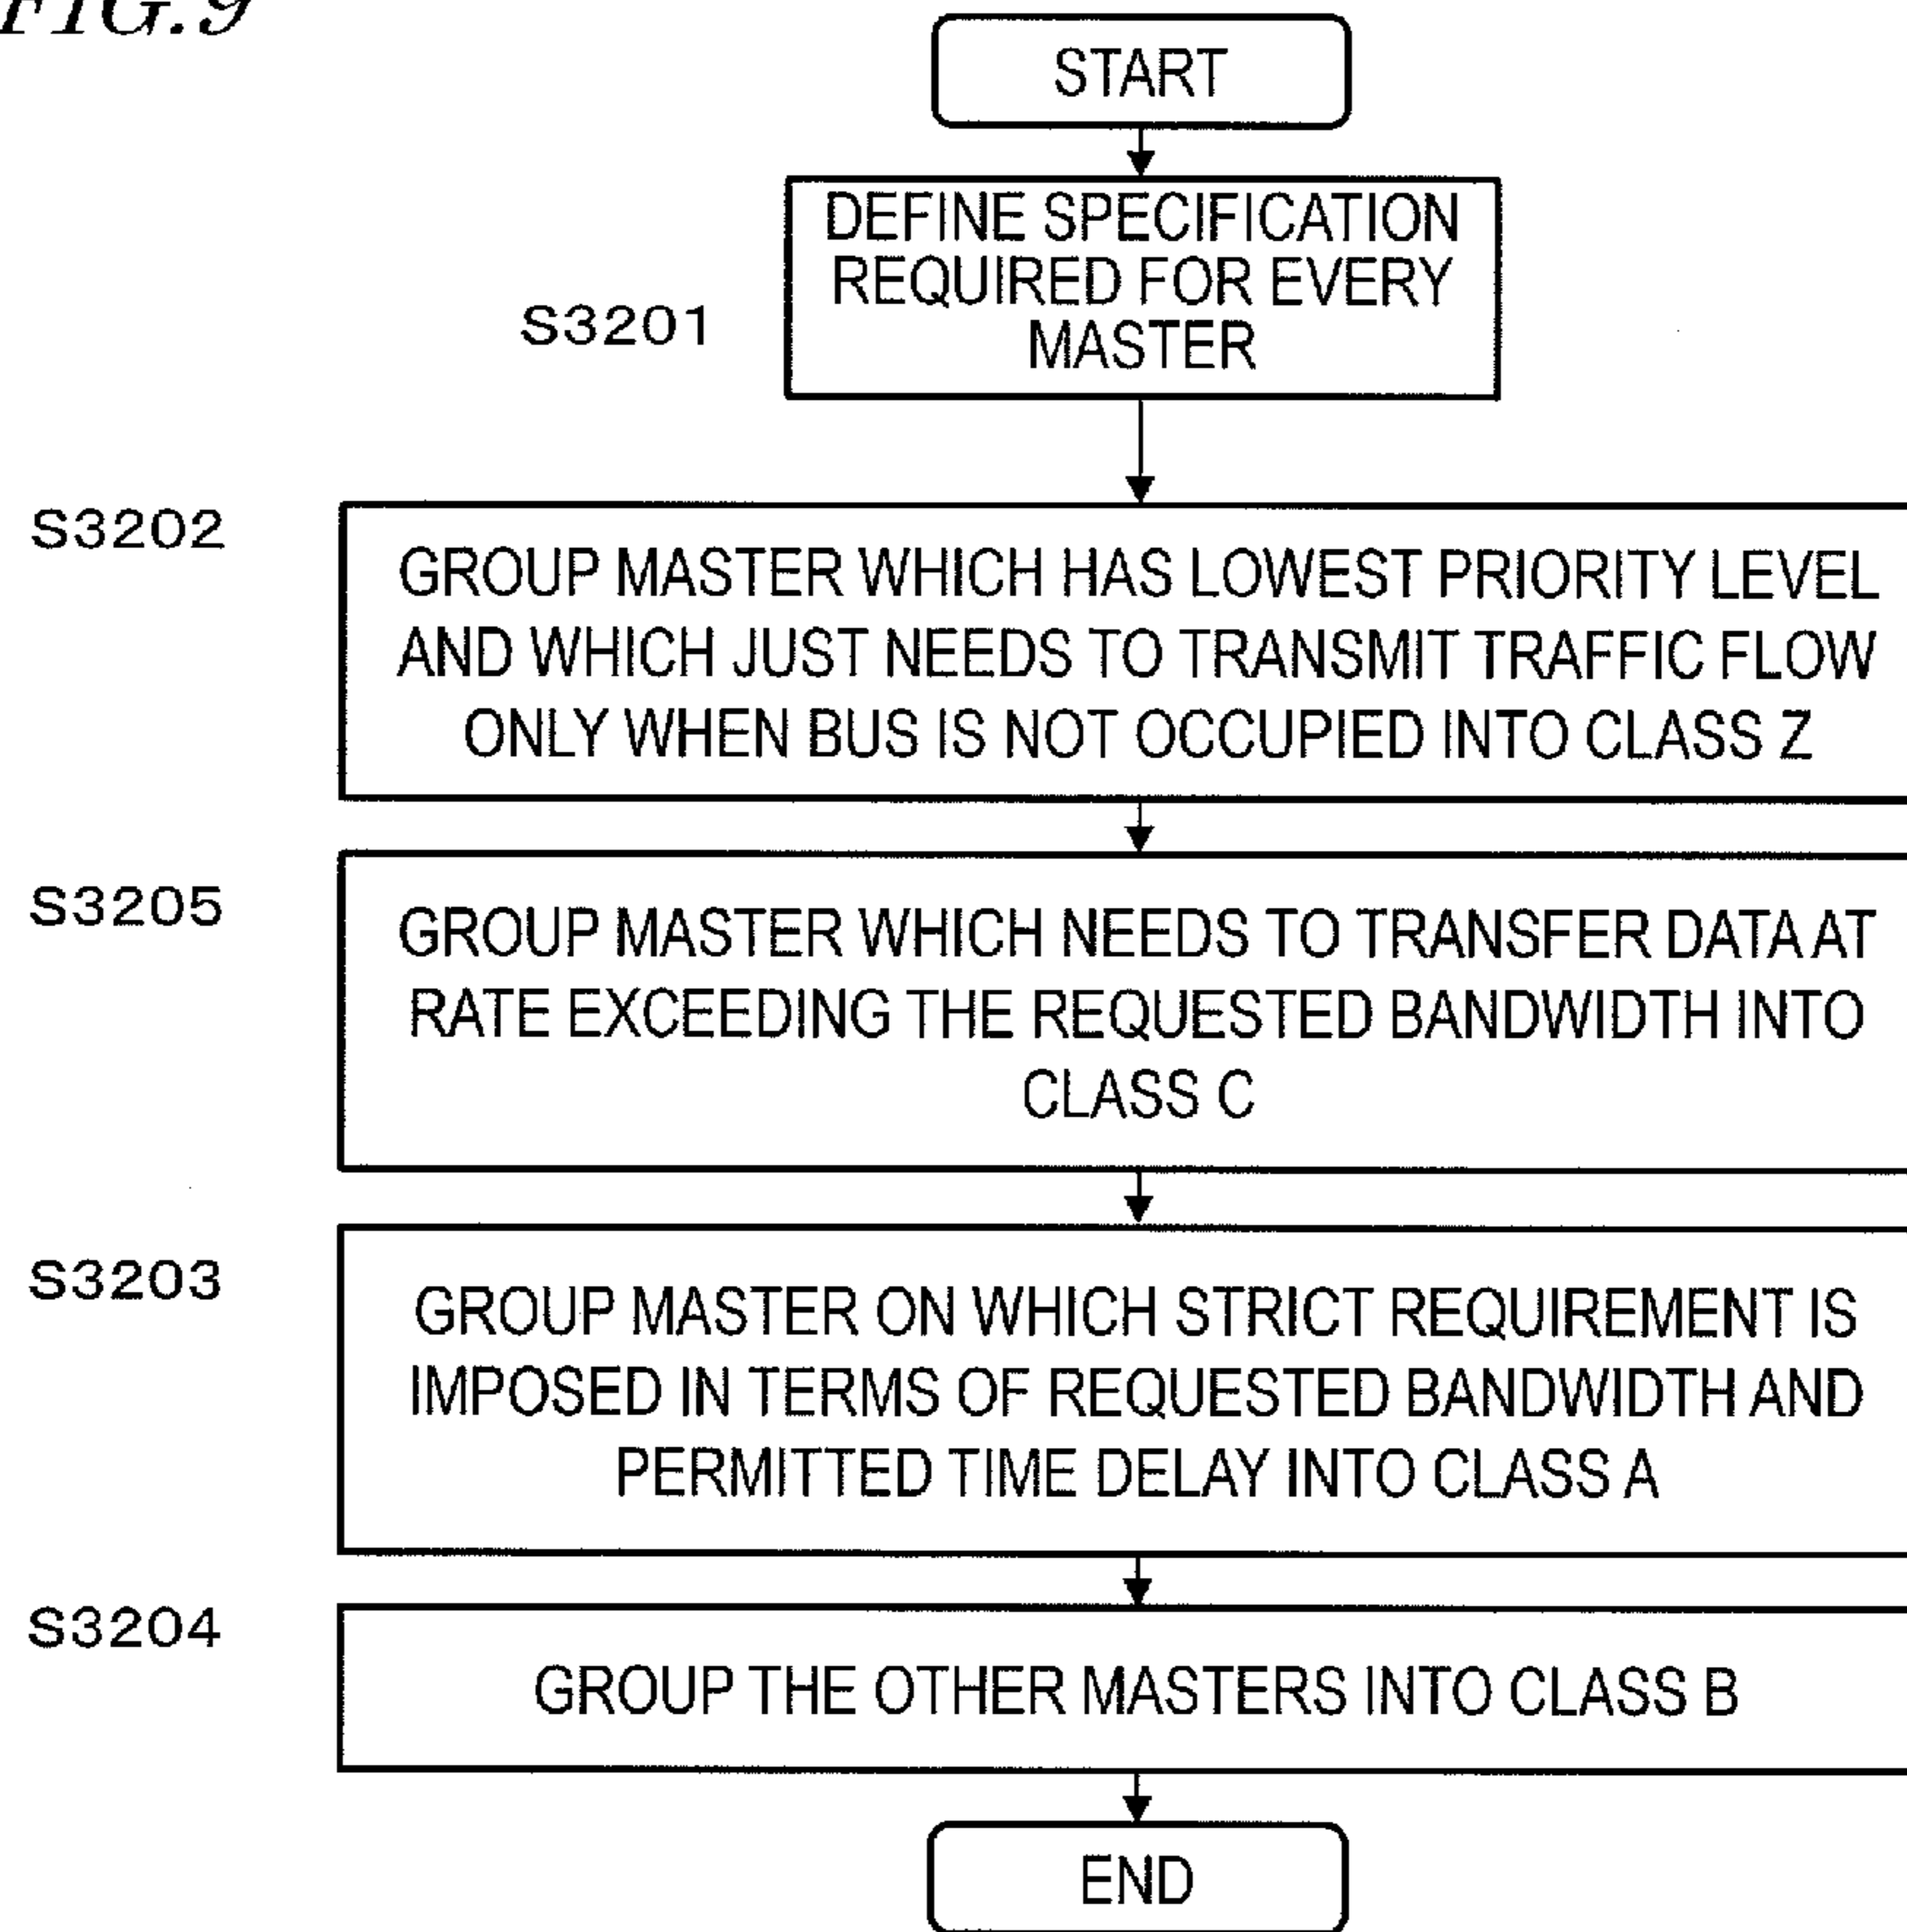 FIG. 9
START
DEFINE SPECIFICATION
REQUIRED FOR EVERY
MASTER
S3201
S3202
GROUP MASTER WHICH HAS LOWEST PRIORITY LEVEL
AND WHICH JUST NEEDS TO TRANSMIT TRAFFIC FLOW
ONLY WHEN BUS IS NOT OCCUPIED INTO CLASS Z
S3205
GROUP MASTER WHICH NEEDS TO TRANSFER DATA AT
RATE EXCEEDING THE REQUESTED BANDWIDTH INTO
CLASS C
S3203
GROUP MASTER ON WHICH STRICT REQUIREMENT IS
IMPOSED IN TERMS OF REQUESTED BANDWIDTH AND
PERMITTED TIME DELAY INTO CLASS A
S3204
GROUP THE OTHER MASTERS INTO CLASS B
END